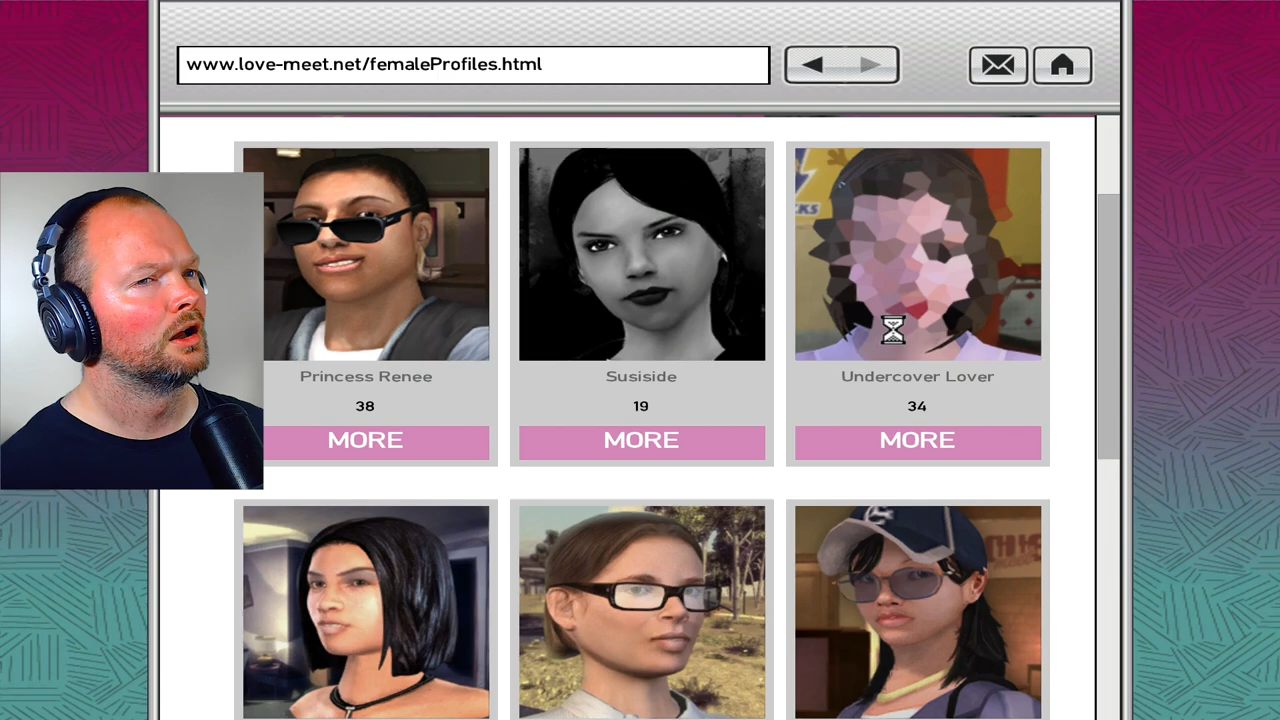 www.love-meet.net/femaleProfiles.html
Princess Renee
Susiside
Undercover Lover
38
19
34
MORE
MORE
MORE